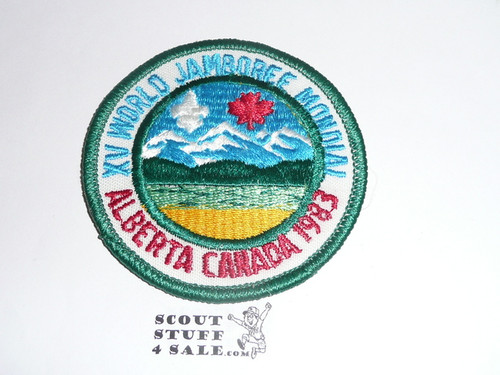 XV WORLD JAMBOREE MONDIAL
ALBERTA CANADA 1983
SCOUT
STUFF
4 SALE.COM